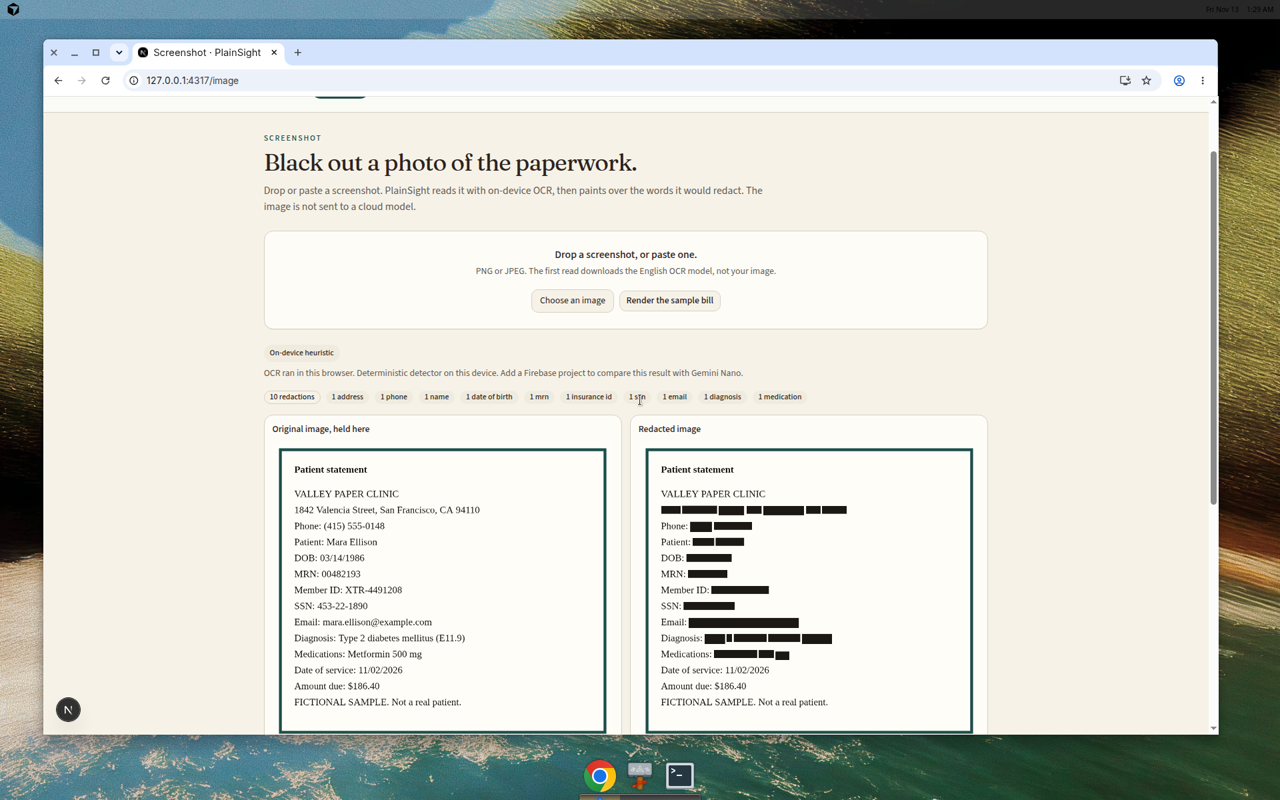 Fri Nov 13 1:29 AM
Screenshot · PlainSight
127.0.0.1:4317/image
SCREENSHOT
Black out a photo of the paperwork.
Drop or paste a screenshot. PlainSight reads it with on-device OCR, then paints over the words it would redact. The
image is not sent to a cloud model.
Drop a screenshot, or paste one.
PNG or JPEG. The first read downloads the English OCR model, not your image.
Choose an image Render the sample bill
On-device heuristic
OCR ran in this browser. Deterministic detector on this device. Add a Firebase project to compare this result with Gemini Nano.
10 redactions 1 address 1 phone 1 name 1 date of birth 1 mrn 1 insurance id 1 ssn 1 email 1 diagnosis 1 medication
Original image, held here
Patient statement
VALLEY PAPER CLINIC
1842 Valencia Street, San Francisco, CA 94110
Phone: (415) 555-0148
Patient: Mara Ellison
DOB: 03/14/1986
MRN: 00482193
Member ID: XTR-4491208
SSN: 453-22-1890
Email: mara.ellison@example.com
Diagnosis: Type 2 diabetes mellitus (E11.9)
Medications: Metformin 500 mg
Date of service: 11/02/2026
Amount due: $186.40
FICTIONAL SAMPLE. Not a real patient.
Redacted image
Patient statement
VALLEY PAPER CLINIC
Phone:
Patient:
DOB:
MRN:
Member ID:
SSN:
Email:
Diagnosis:
Medications:
Date of service: 11/02/2026
Amount due: $186.40
FICTIONAL SAMPLE. Not a real patient.
N